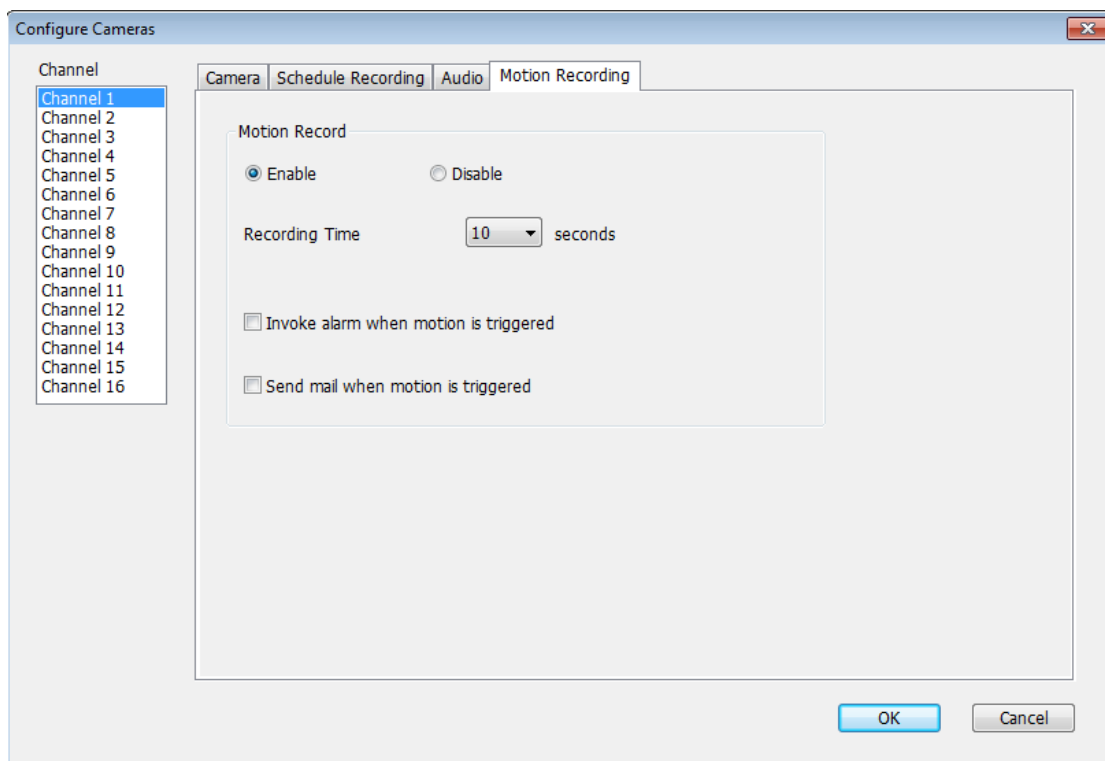 Configure Cameras
Channel
Channel 1
Channel 2
Channel 3
Channel 4
Channel 5
Channel 6
Channel 7
Channel 8
Channel 9
Channel 10
Channel 11
Channel 12
Channel 13
Channel 14
Channel 15
Channel 16
Camera Schedule Recording Audio Motion Recording
Motion Record
Enable Disable
Recording Time 10 seconds
Invoke alarm when motion is triggered
Send mail when motion is triggered
OK Cancel